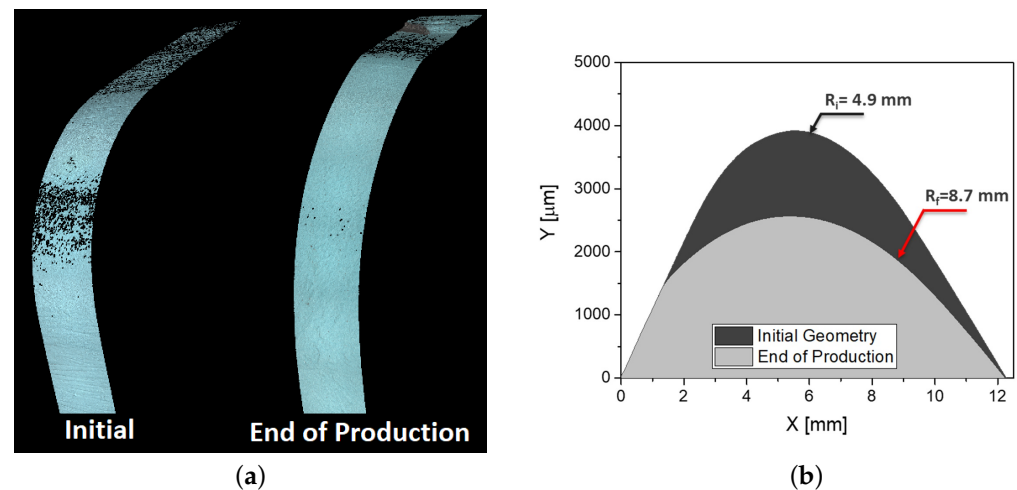 Initial
End of Production
(a)
5000
4000
3000
2000
1000
0
Y [μm]
Rᵢ= 4.9 mm
R_f=8.7 mm
Initial Geometry
End of Production
0
2
4
6
8
10
12
X [mm]
(b)